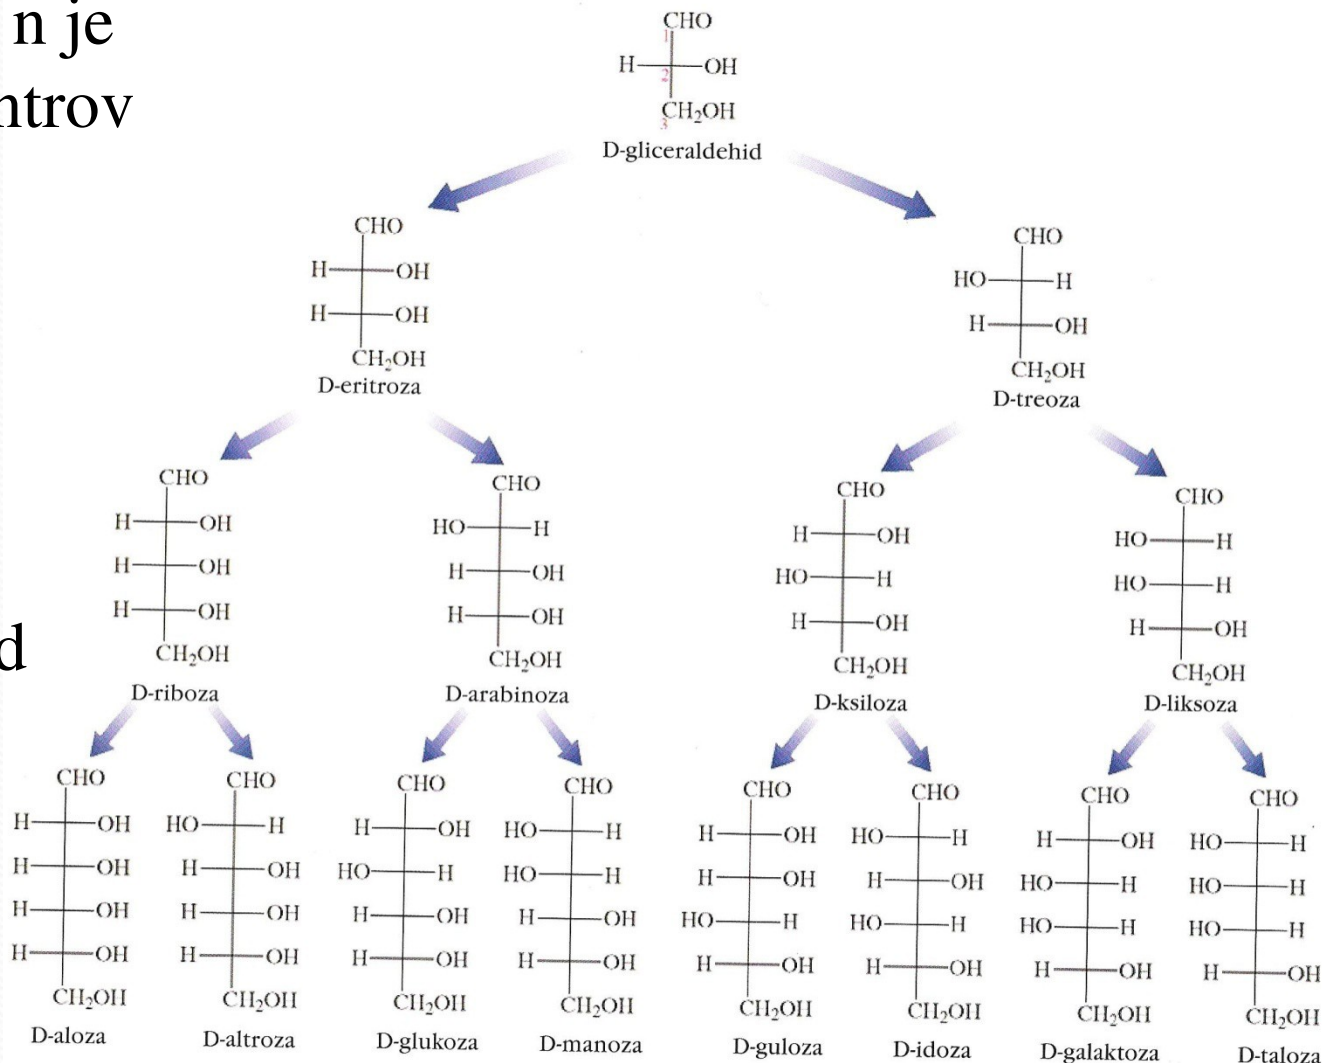 n je
ntrov
d
CHO
1
H OH
2
CH₂OH
3
D-gliceraldehid
CHO
H OH
H OH
CH₂OH
D-eritroza
CHO
HO H
H OH
CH₂OH
D-treoza
CHO
H OH
H OH
H OH
CH₂OH
D-riboza
CHO
HO H
H OH
H OH
CH₂OH
D-arabinoza
CHO
H OH
HO H
H OH
CH₂OH
D-ksiloza
CHO
HO H
HO H
H OH
CH₂OH
D-liksoza
CHO
H OH
H OH
H OH
H OH
CH₂OH
D-aloza
CHO
HO H
H OH
H OH
H OH
CH₂OH
D-altroza
CHO
H OH
HO H
H OH
H OH
CH₂OH
D-glukoza
CHO
HO H
HO H
H OH
H OH
CH₂OH
D-manoza
CHO
H OH
H OH
HO H
H OH
CH₂OH
D-guloza
CHO
HO H
H OH
HO H
H OH
CH₂OH
D-idoza
CHO
H OH
HO H
HO H
H OH
CH₂OH
D-galaktoza
CHO
HO H
HO H
HO H
H OH
CH₂OH
D-taloza